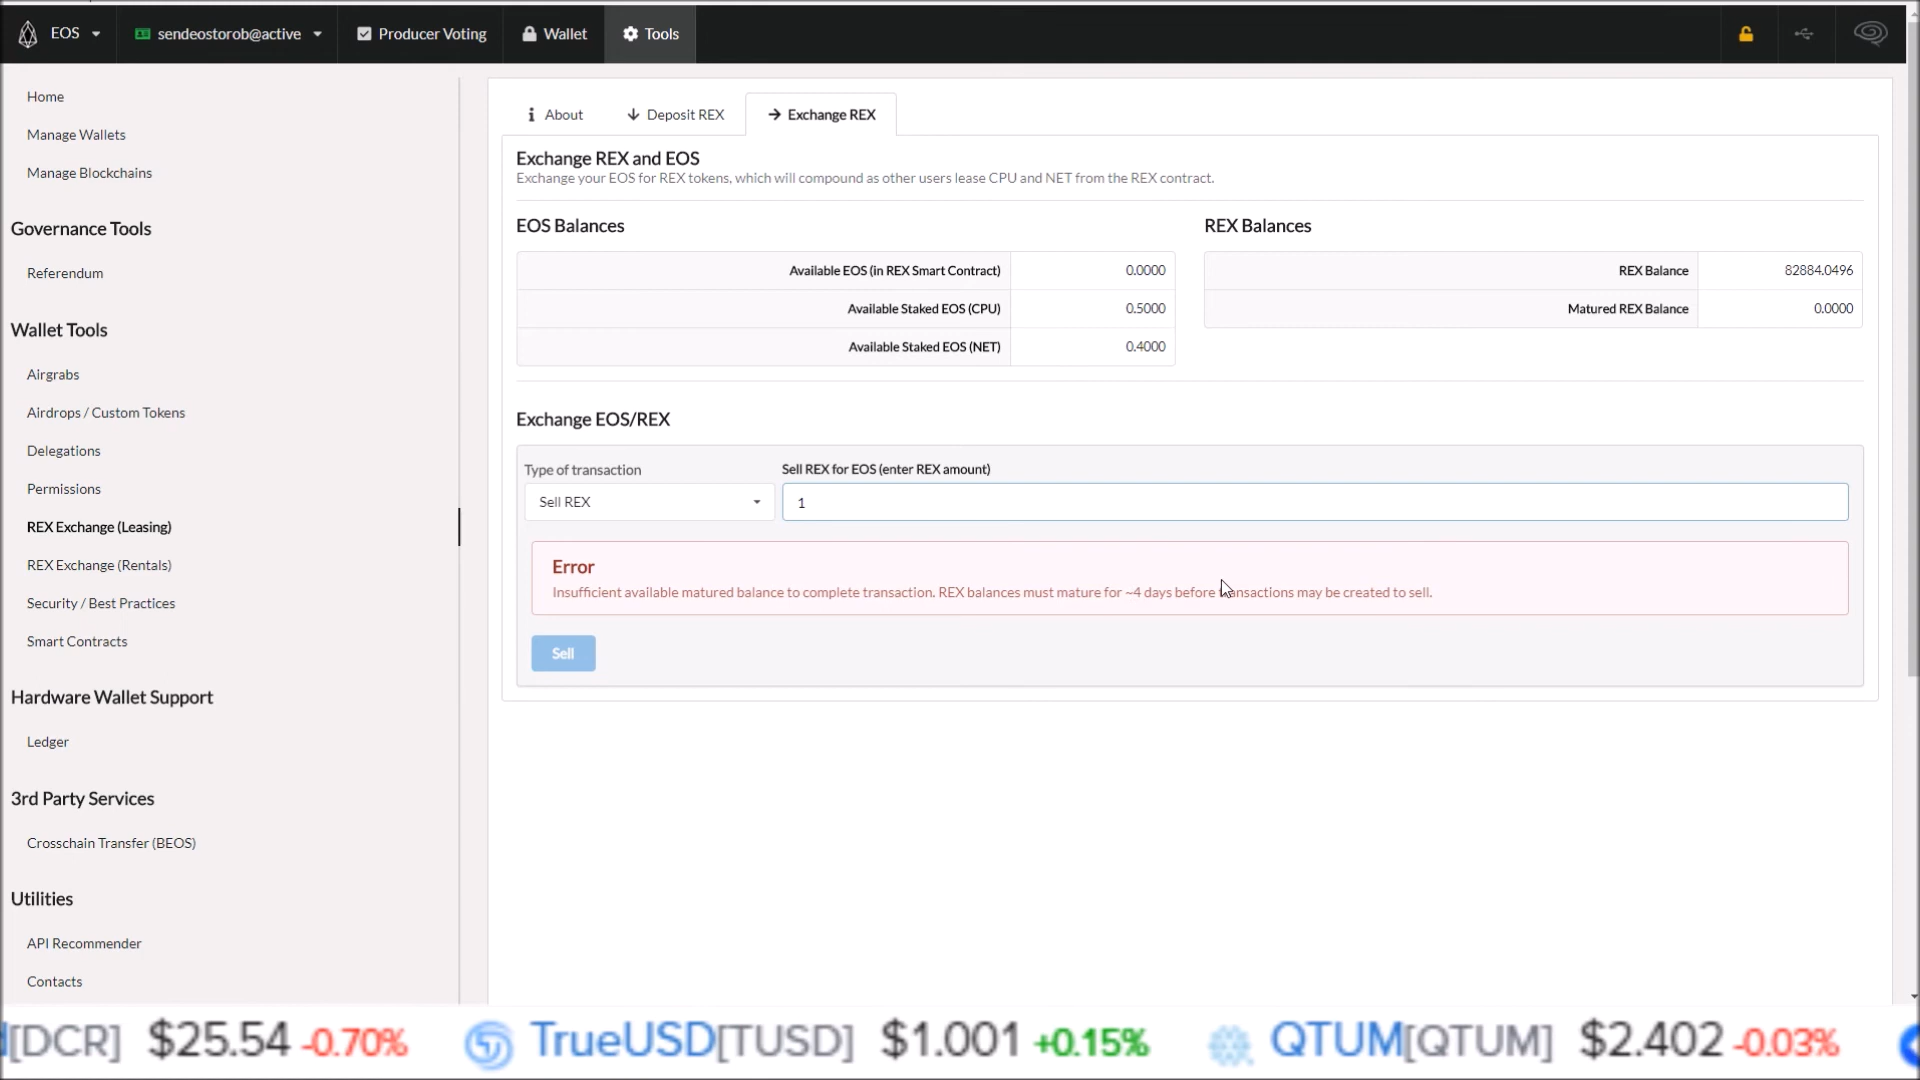 EOS
sendeostorob@active
Producer Voting
Wallet
Tools
Home
Manage Wallets
Manage Blockchains
Governance Tools
Referendum
Wallet Tools
Airgrabs
Airdrops / Custom Tokens
Delegations
Permissions
REX Exchange (Leasing)
REX Exchange (Rentals)
Security / Best Practices
Smart Contracts
Hardware Wallet Support
Ledger
3rd Party Services
Crosschain Transfer (BEOS)
Utilities
API Recommender
Contacts
About
Deposit REX
Exchange REX
Exchange REX and EOS
Exchange your EOS for REX tokens, which will compound as other users lease CPU and NET from the REX contract.
EOS Balances
Available EOS (in REX Smart Contract) 0.0000
Available Staked EOS (CPU) 0.5000
Available Staked EOS (NET) 0.4000
REX Balances
REX Balance 82884.0496
Matured REX Balance 0.0000
Exchange EOS/REX
Type of transaction
Sell REX
Sell REX for EOS (enter REX amount)
1
Error
Insufficient available matured balance to complete transaction. REX balances must mature for ~4 days before transactions may be created to sell.
Sell
[DCR] $25.54 -0.70% TrueUSD[TUSD] $1.001 +0.15% QTUM[QTUM] $2.402 -0.03%